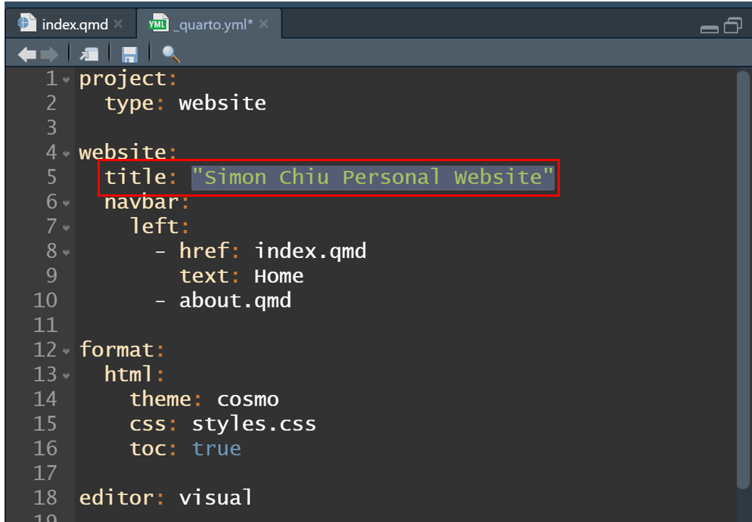 index.qmd
YML _quarto.yml*
1 project:
2   type: website
3
4 website:
5   title: "Simon Chiu Personal Website"
6   navbar:
7     left:
8       - href: index.qmd
9         text: Home
10       - about.qmd
11
12 format:
13   html:
14     theme: cosmo
15     css: styles.css
16     toc: true
17
18 editor: visual
19